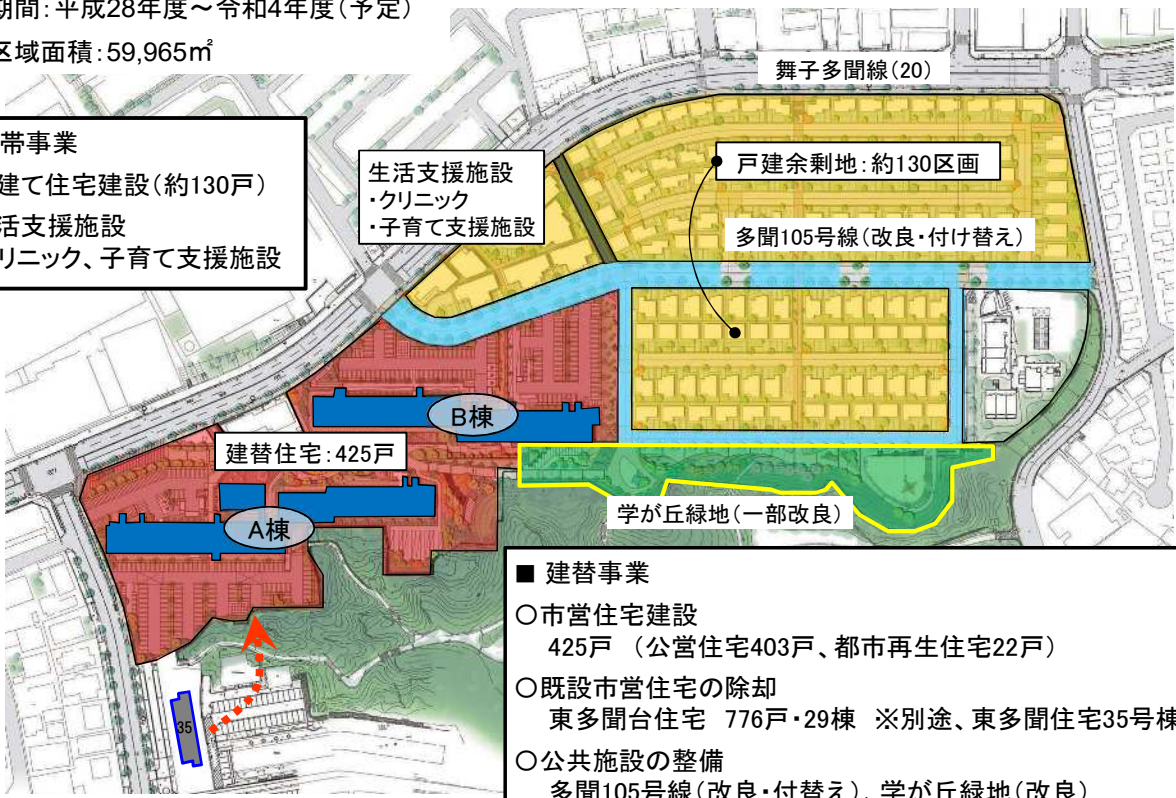 期間:平成28年度～令和4年度(予定)
区域面積:59,965㎡
帯事業
建て住宅建設(約130戸)
活支援施設
リニック、子育て支援施設
生活支援施設
・クリニック
・子育て支援施設
舞子多聞線(20)
戸建余剰地:約130区画
多聞105号線(改良・付け替え)
B棟
建替住宅:425戸
A棟
学が丘緑地(一部改良)
35
■ 建替事業
○市営住宅建設
425戸 (公営住宅403戸、都市再生住宅22戸)
○既設市営住宅の除却
東多聞台住宅 776戸・29棟 ※別途、東多聞住宅35号棟
○公共施設の整備
多聞105号線(改良・付替え)、学が丘緑地(改良)